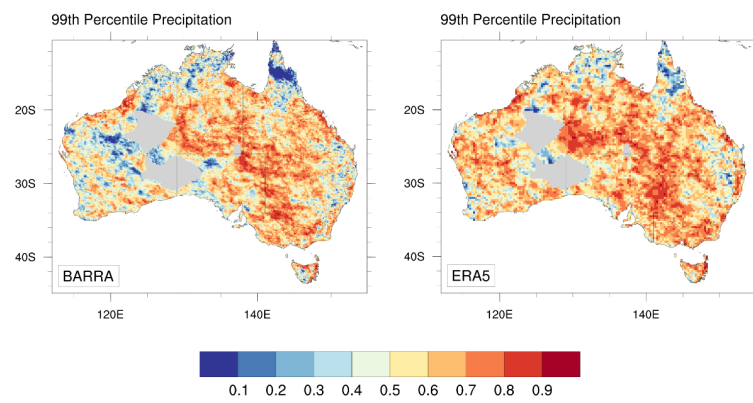 99th Percentile Precipitation
20S
30S
40S
BARRA
120E 140E
99th Percentile Precipitation
20S
30S
40S
ERA5
120E 140E
0.1 0.2 0.3 0.4 0.5 0.6 0.7 0.8 0.9